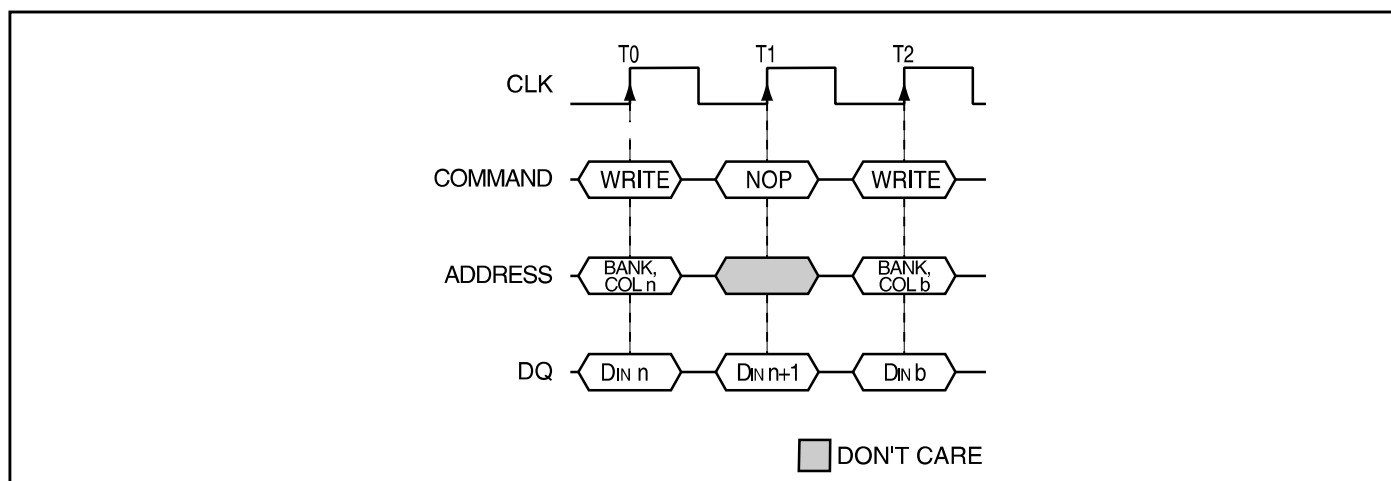 T0 T1 T2
CLK
COMMAND WRITE NOP WRITE
ADDRESS BANK, COL n BANK, COL b
DQ DIN n DIN n+1 DIN b
DON'T CARE